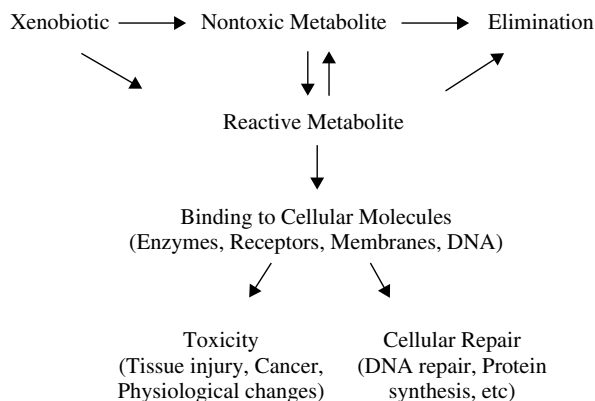 Xenobiotic
Nontoxic Metabolite
Elimination
Reactive Metabolite
Binding to Cellular Molecules
(Enzymes, Receptors, Membranes, DNA)
Toxicity
(Tissue injury, Cancer,
Physiological changes)
Cellular Repair
(DNA repair, Protein
synthesis, etc)